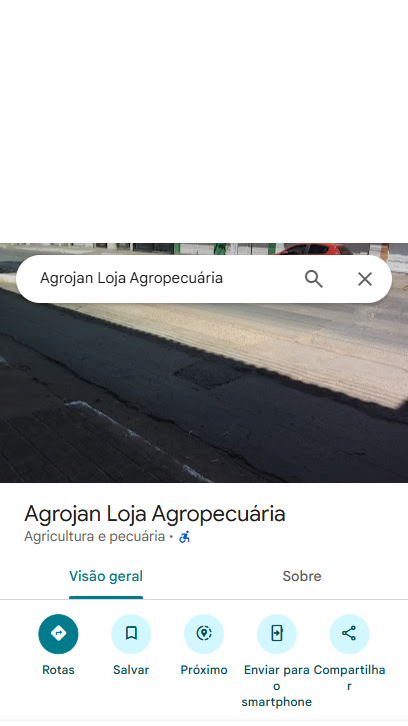 Agrojan Loja Agropecuária
Agrojan Loja Agropecuária
Agricultura e pecuária ·
Visão geral
Sobre
Rotas
Salvar
Próximo
Enviar para o smartphone
Compartilhar